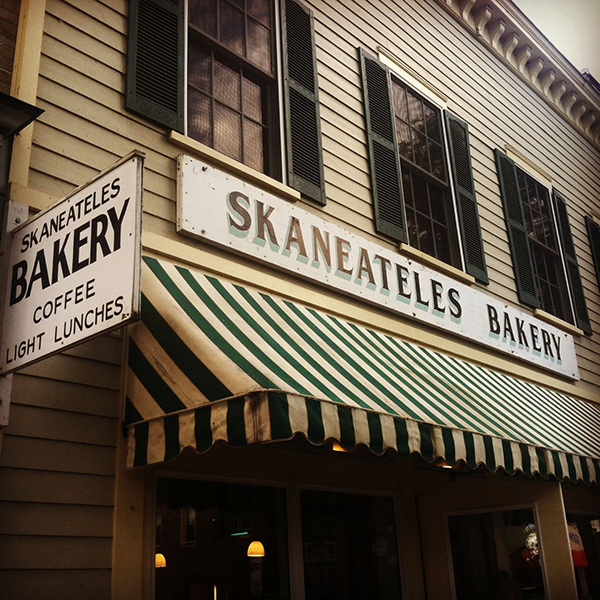 SKANEATELES
BAKERY
COFFEE
LIGHT LUNCHES
SKANEATELES BAKERY